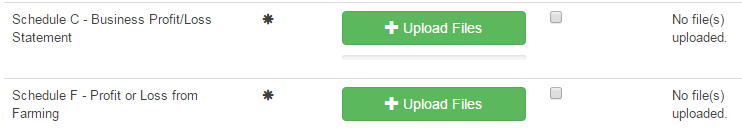 Schedule C - Business Profit/Loss Statement
✱
✚ Upload Files
No file(s) uploaded.
Schedule F - Profit or Loss from Farming
✱
✚ Upload Files
No file(s) uploaded.